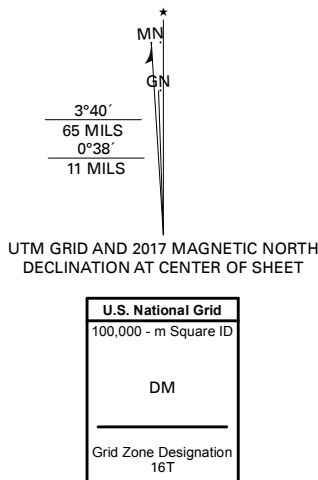 MN
GN
3°40´
65 MILS
0°38´
11 MILS
UTM GRID AND 2017 MAGNETIC NORTH
DECLINATION AT CENTER OF SHEET
U.S. National Grid
100,000 - m Square ID
DM
Grid Zone Designation
16T